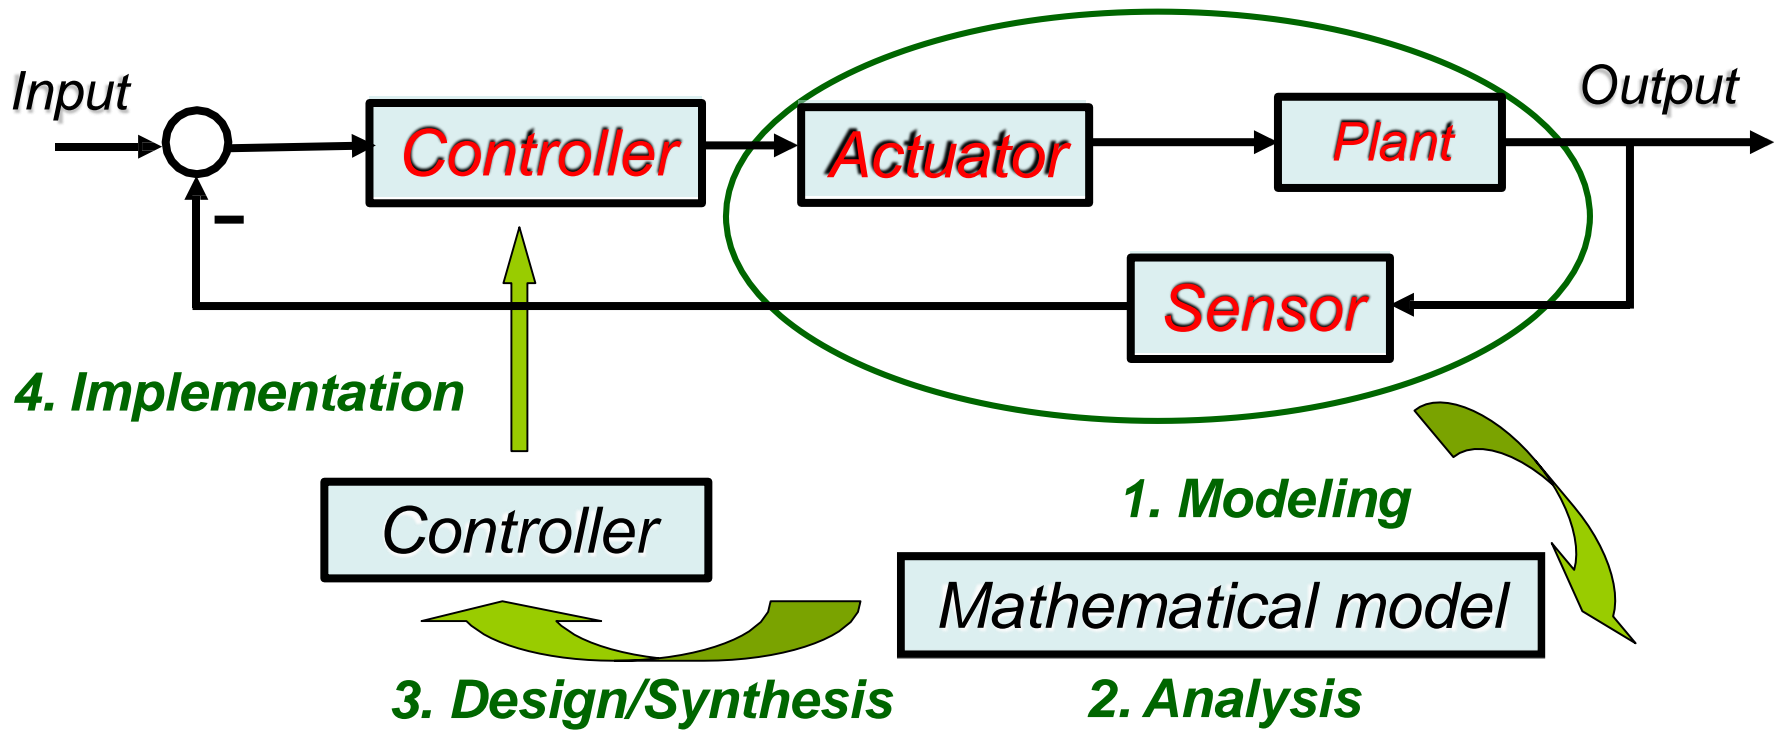 Input
Output
Controller
Actuator
Plant
-
Sensor
4. Implementation
1. Modeling
Controller
Mathematical model
3. Design/Synthesis
2. Analysis